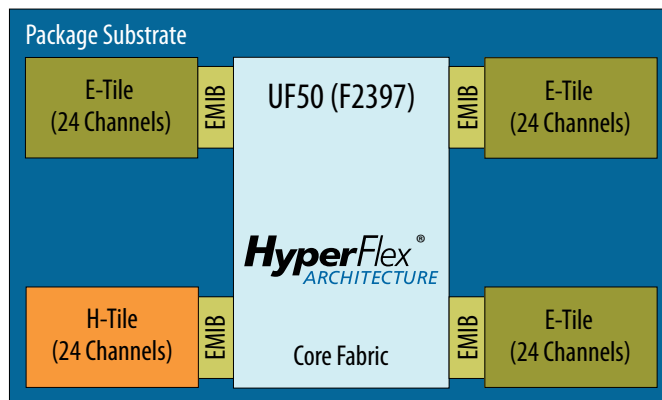 Package Substrate
E-Tile
(24 Channels)
EMIB
UF50 (F2397)
EMIB
E-Tile
(24 Channels)
HyperFlex®
ARCHITECTURE
H-Tile
(24 Channels)
EMIB
Core Fabric
EMIB
E-Tile
(24 Channels)